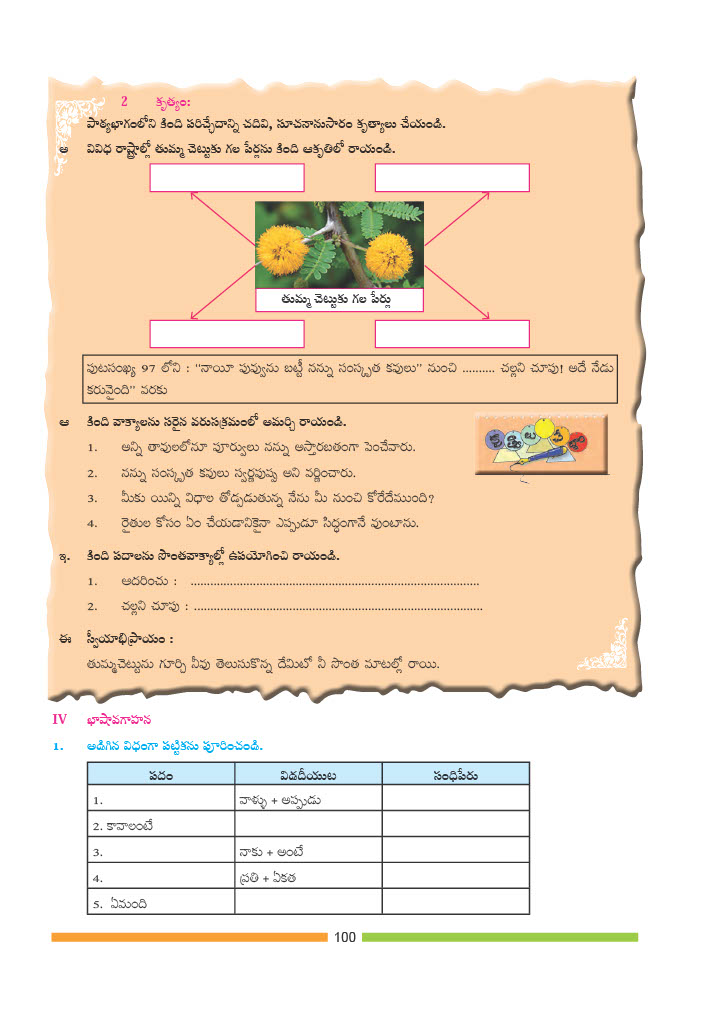 2 కృత్యం:
పాఠ్యభాగంలోని కింది పరిచ్ఛేదాన్ని చదివి, సూచనానుసారం కృత్యాలు చేయండి.
అ వివిధ రాష్ట్రాల్లో తుమ్మ చెట్టుకు గల పేర్లను కింది ఆకృతిలో రాయండి.
తుమ్మ చెట్టుకు గల పేర్లు
పుటసంఖ్య 97 లోని : "నాయీ పువ్వును బట్టీ నన్ను సంస్కృత కవులు" నుంచి .......... చల్లని చూపు! అదే నేడు
కరువైంది" వరకు
ఆ కింది వాక్యాలను సరైన వరుసక్రమంలో అమర్చి రాయండి.
1. అన్ని తావులలోనూ పూర్వులు నన్ను అస్తారబతంగా పెంచేవారు.
2. నన్ను సంస్కృత కవులు స్వర్ణపుష్ప అని వర్ణించారు.
3. మీకు యిన్ని విధాల తోడ్పడుతున్న నేను మీ నుంచి కోరేదేముంది?
4. రైతుల కోసం ఏం చేయడానికైనా ఎప్పుడూ సిద్ధంగానే వుంటాను.
ఇ. కింది పదాలను సొంతవాక్యాల్లో ఉపయోగించి రాయండి.
1. ఆదరించు : ................................................................................
2. చల్లని చూపు : ................................................................................
ఈ స్వీయాభిప్రాయం :
తుమ్మచెట్టును గూర్చి నీవు తెలుసుకొన్న దేమిటో నీ సొంత మాటల్లో రాయి.
IV భాషావగాహన
1. అడిగిన విధంగా పట్టికను పూరించండి.
పదం విడదీయుట సంధిపేరు
1. వాళ్ళు + అప్పుడు
2. కావాలంటే
3. నాకు + అంటే
4. ప్రతి + ఏకత
5. ఏమంది
100